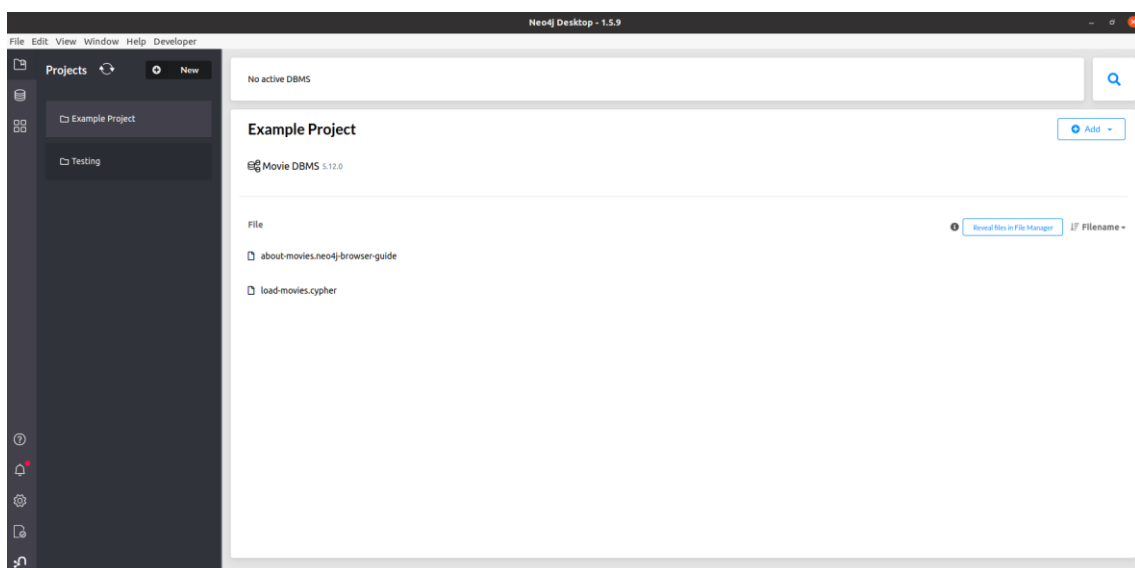 Neo4j Desktop - 1.5.9
File Edit View Window Help Developer
Projects
New
Example Project
Testing
No active DBMS
Example Project
Add
Movie DBMS 5.12.0
File
Reveal files in File Manager
Filename
about-movies.neo4j-browser-guide
load-movies.cypher